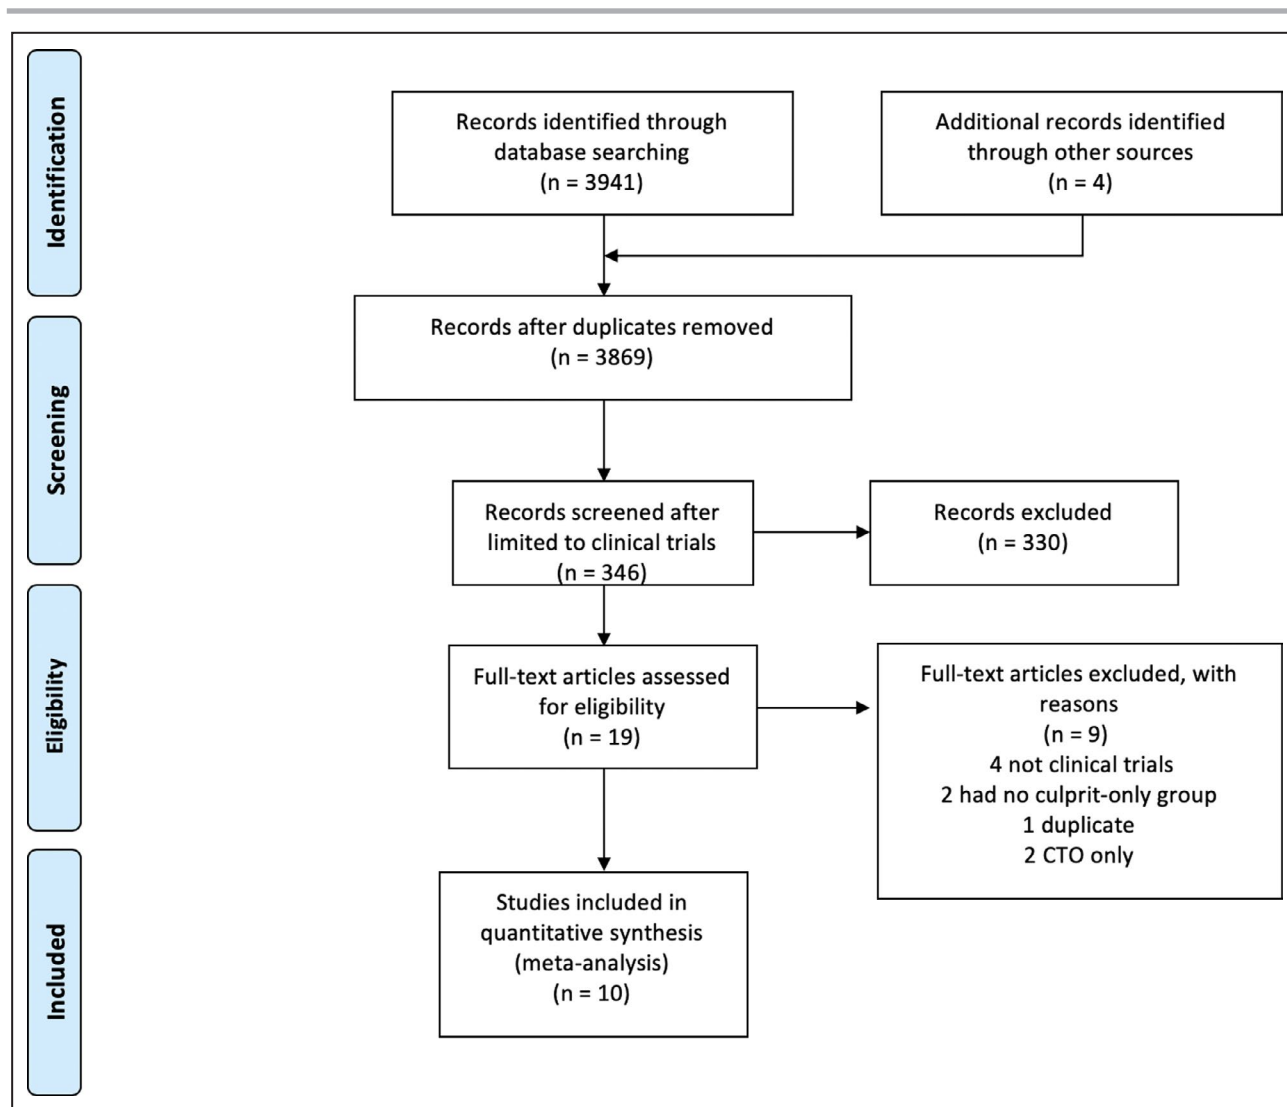 Identification
Records identified through
database searching
(n = 3941)
Additional records identified
through other sources
(n = 4)
Screening
Records after duplicates removed
(n = 3869)
Records screened after
limited to clinical trials
(n = 346)
Records excluded
(n = 330)
Eligibility
Full-text articles assessed
for eligibility
(n = 19)
Full-text articles excluded, with
reasons
(n = 9)
4 not clinical trials
2 had no culprit-only group
1 duplicate
2 CTO only
Included
Studies included in
quantitative synthesis
(meta-analysis)
(n = 10)